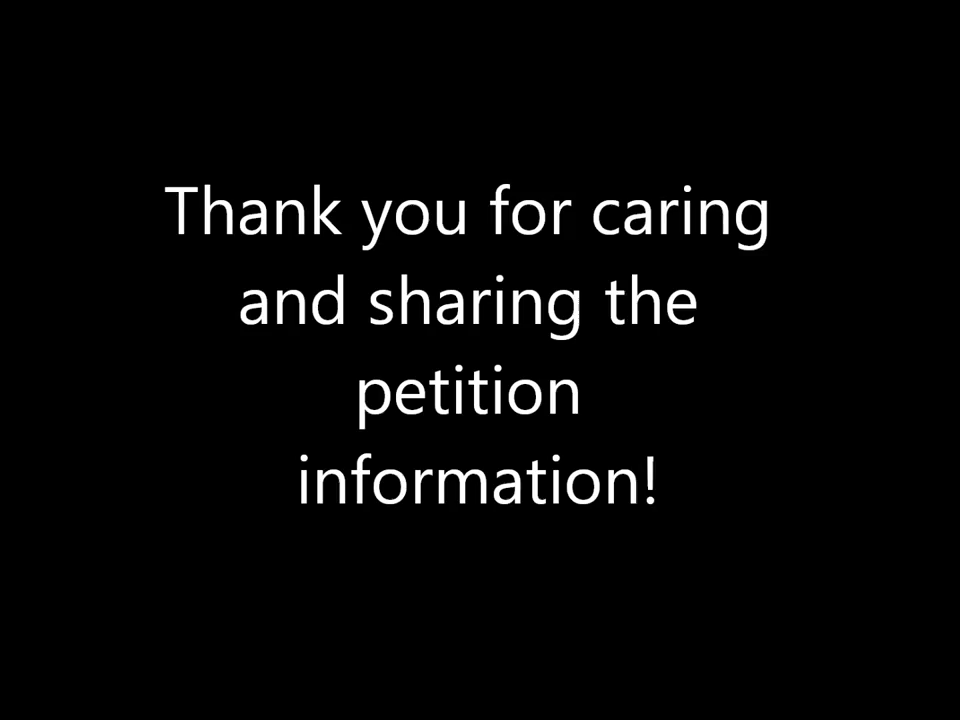 Thank you for caring
and sharing the
petition
information!